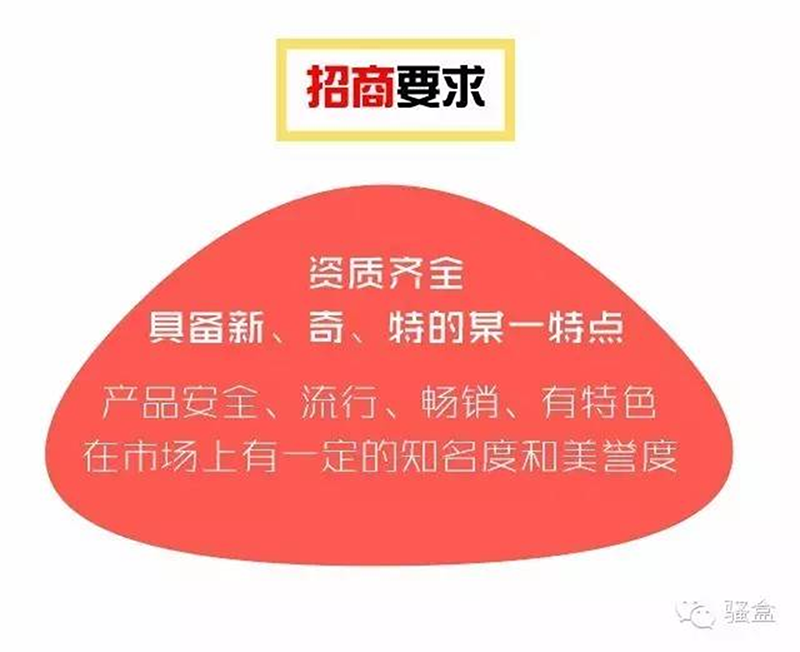 招商要求
资质齐全
具备新、奇、特的某一特点
产品安全、流行、畅销、有特色
在市场上有一定的知名度和美誉度
骚盒